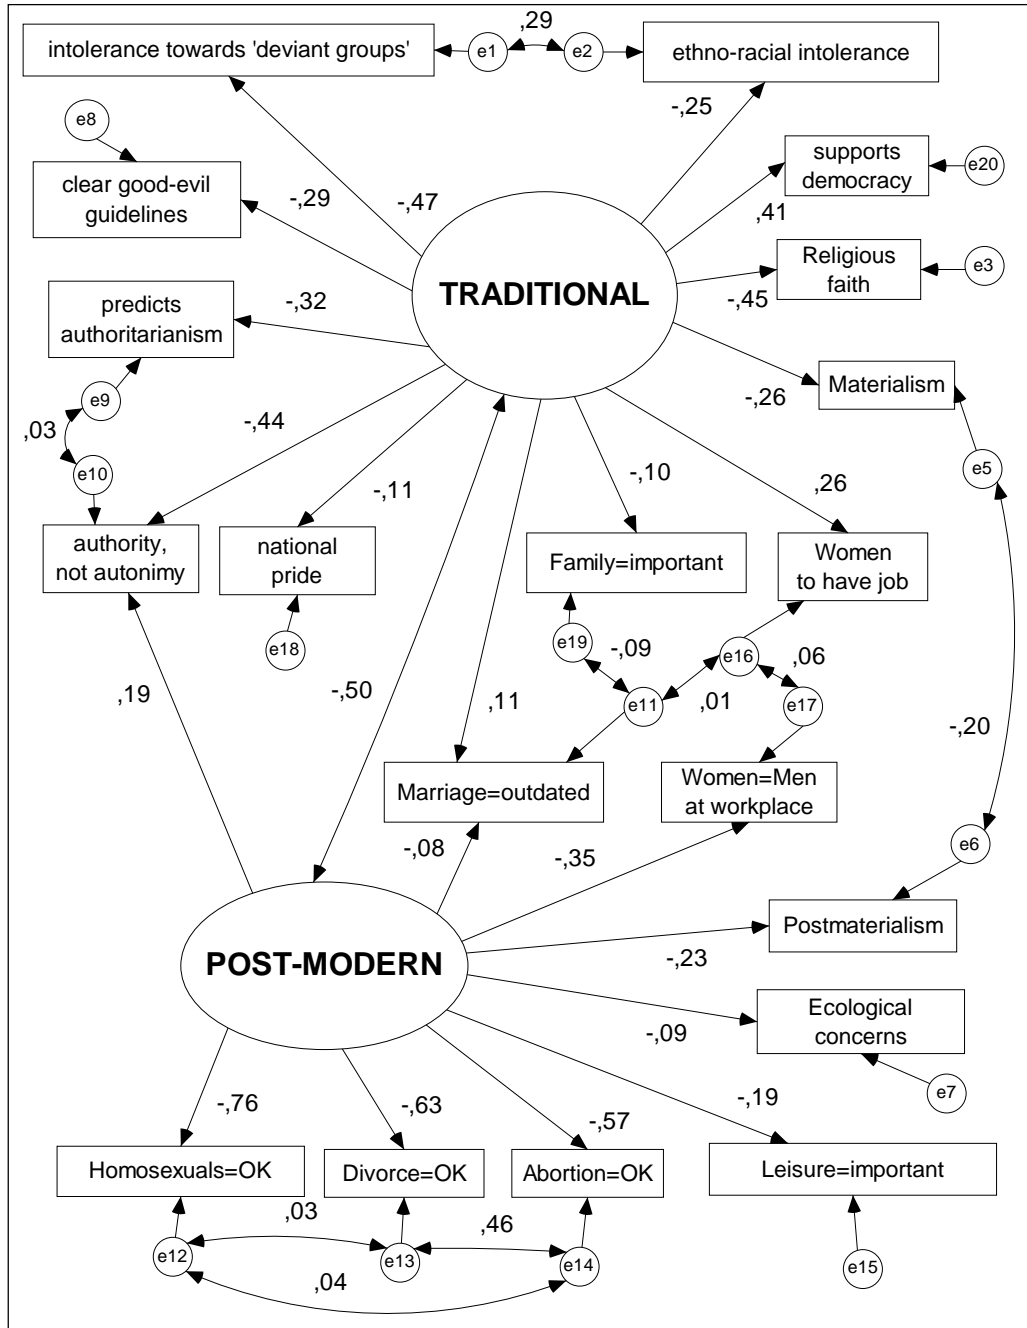 ,29
intolerance towards 'deviant groups'
e1
e2
ethno-racial intolerance
-,25
e8
clear good-evil
guidelines
-,29
-,47
supports
democracy
e20
,41
TRADITIONAL
Religious
faith
e3
-,45
predicts
authoritarianism
-,32
Materialism
-,26
e9
,03
-,44
e10
-,11
-,10
,26
e5
authority,
not autonimy
national
pride
Family=important
Women
to have job
e18
e19
-,09
e16
,06
,19
-,50
,11
e11
,01
e17
-,20
Marriage=outdated
Women=Men
at workplace
-,08
-,35
e6
Postmaterialism
POST-MODERN
-,23
Ecological
concerns
-,09
e7
-,76
-,63
-,57
-,19
Homosexuals=OK
Divorce=OK
Abortion=OK
Leisure=important
,03
,46
e12
e13
e14
e15
,04